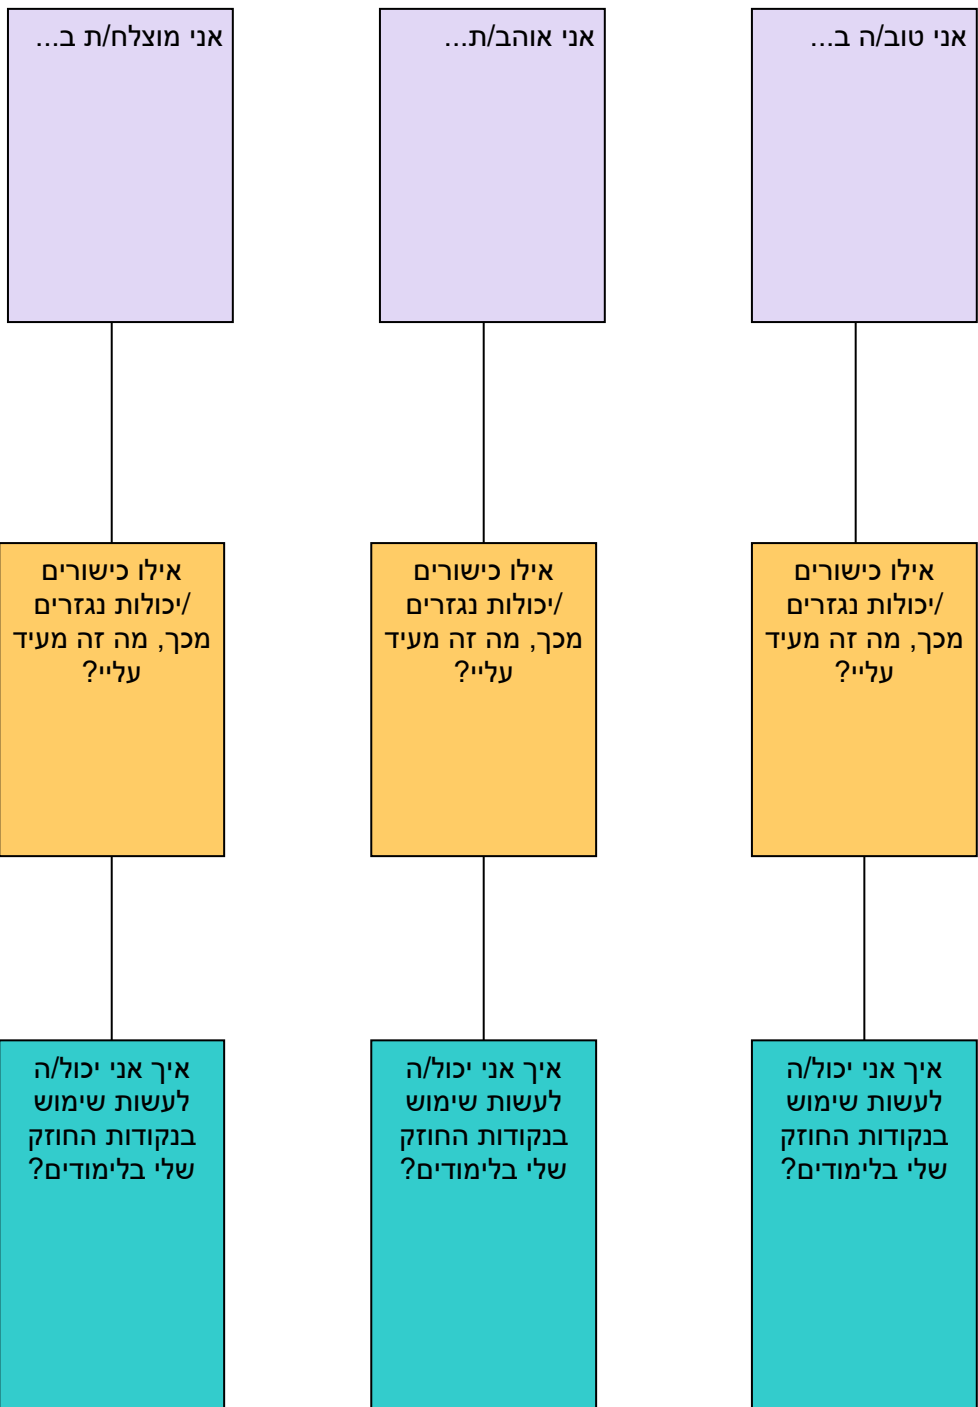 אני טוב/ה ב...
אני אוהב/ת...
אני מוצלח/ת ב...
אילו כישורים
/יכולות נגזרים
מכך, מה זה מעיד
עליי?
אילו כישורים
/יכולות נגזרים
מכך, מה זה מעיד
עליי?
אילו כישורים
/יכולות נגזרים
מכך, מה זה מעיד
עליי?
איך אני יכול/ה
לעשות שימוש
בנקודות החוזק
שלי בלימודים?
איך אני יכול/ה
לעשות שימוש
בנקודות החוזק
שלי בלימודים?
איך אני יכול/ה
לעשות שימוש
בנקודות החוזק
שלי בלימודים?